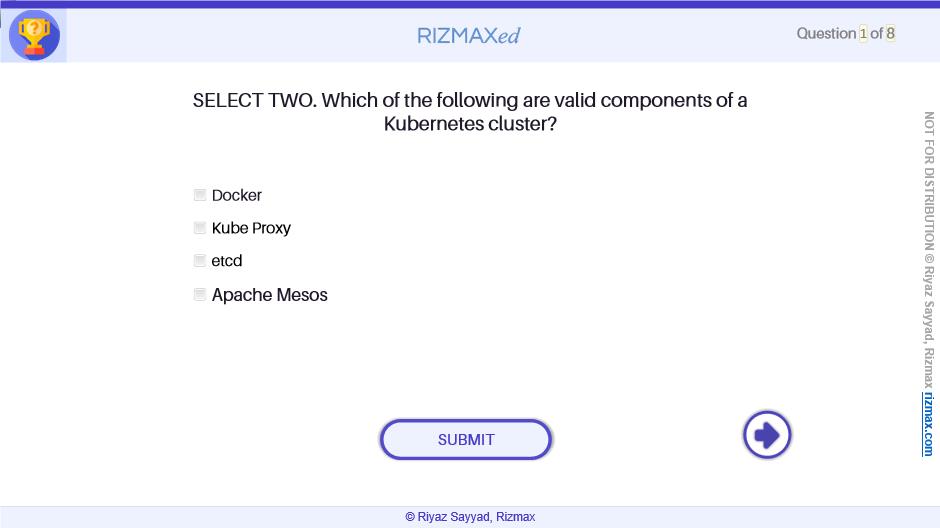 RIZMAXed
Question 1 of 8
SELECT TWO. Which of the following are valid components of a
Kubernetes cluster?
Docker
Kube Proxy
etcd
Apache Mesos
SUBMIT
NOT FOR DISTRIBUTION © Riyaz Sayyad, Rizmax rizmax.com
© Riyaz Sayyad, Rizmax